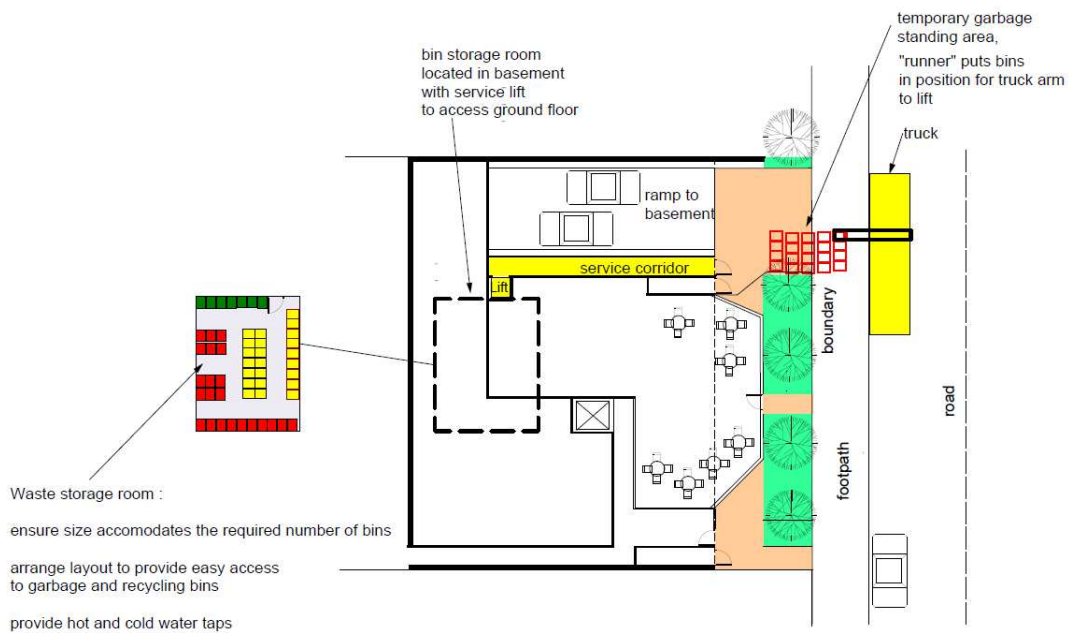 temporary garbage
standing area,
"runner" puts bins
in position for truck arm
to lift
truck
bin storage room
located in basement
with service lift
to access ground floor
ramp to
basement
service corridor
Lift
boundary
footpath
road
Waste storage room :
ensure size accomodates the required number of bins
arrange layout to provide easy access
to garbage and recycling bins
provide hot and cold water taps